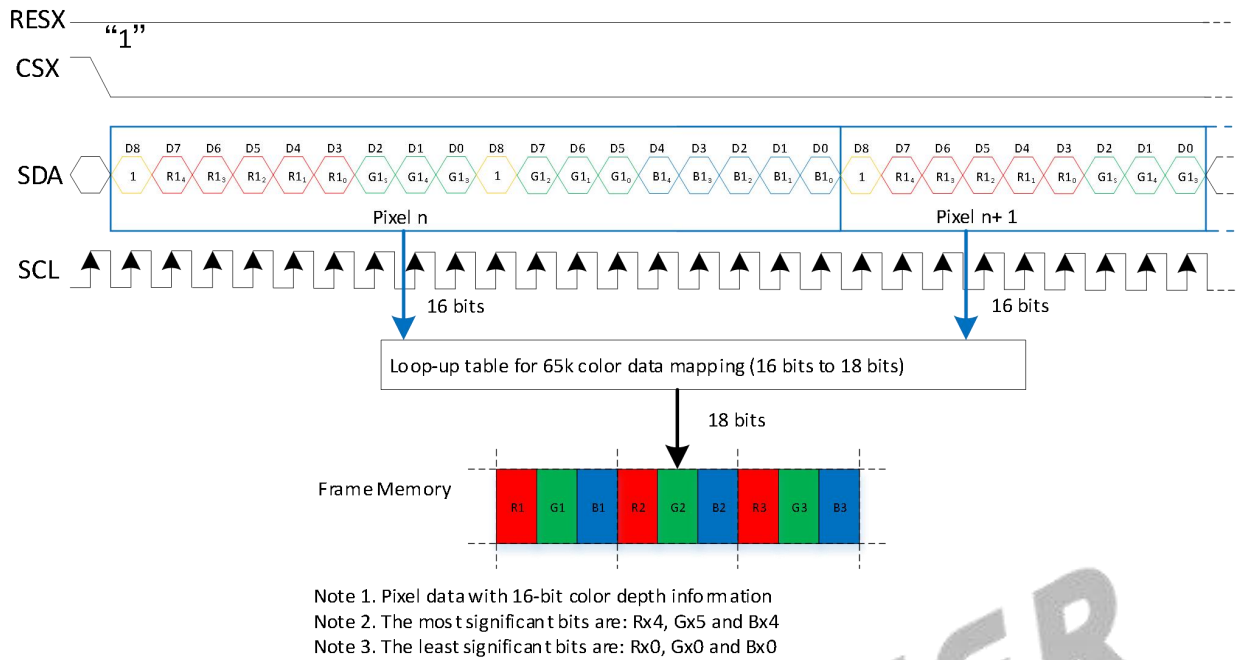 RESX
“1”
CSX
D8 D7 D6 D5 D4 D3 D2 D1 D0 D8 D7 D6 D5 D4 D3 D2 D1 D0 D8 D7 D6 D5 D4 D3 D2 D1 D0
SDA 1 R1₄ R1₃ R1₂ R1₁ R1₀ G1₅ G1₄ G1₃ 1 G1₂ G1₁ G1₀ B1₄ B1₃ B1₂ B1₁ B1₀ 1 R1₄ R1₃ R1₂ R1₁ R1₀ G1₅ G1₄ G1₃
Pixel n Pixel n+ 1
SCL
16 bits 16 bits
Loop-up table for 65k color data mapping (16 bits to 18 bits)
18 bits
Frame Memory R1 G1 B1 R2 G2 B2 R3 G3 B3
Note 1. Pixel data with 16-bit color depth information
Note 2. The most significant bits are: Rx4, Gx5 and Bx4
Note 3. The least significant bits are: Rx0, Gx0 and Bx0